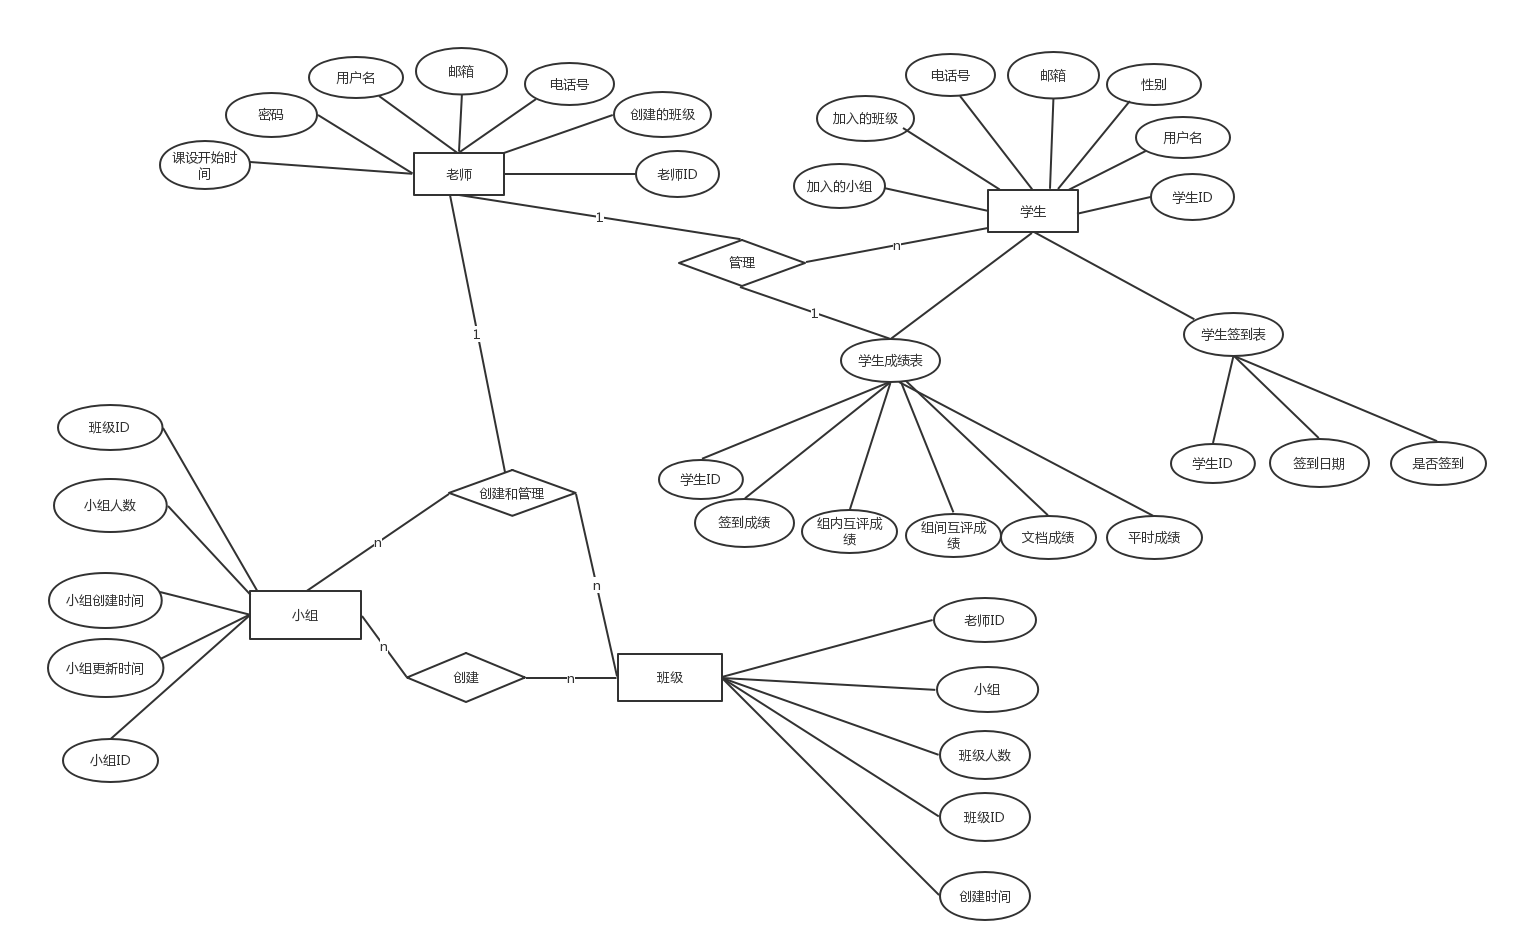 用户名
邮箱
电话号
密码
创建的班级
课设开始时
间
老师
老师ID
电话号
邮箱
性别
加入的班级
用户名
加入的小组
学生
学生ID
1
n
管理
1
1
学生成绩表
学生签到表
学生ID
签到成绩
组内互评成
绩
组间互评成
绩
文档成绩
平时成绩
学生ID
签到日期
是否签到
班级ID
小组人数
小组创建时间
小组更新时间
小组ID
小组
创建和管理
n
n
n
创建
n
班级
老师ID
小组
班级人数
班级ID
创建时间